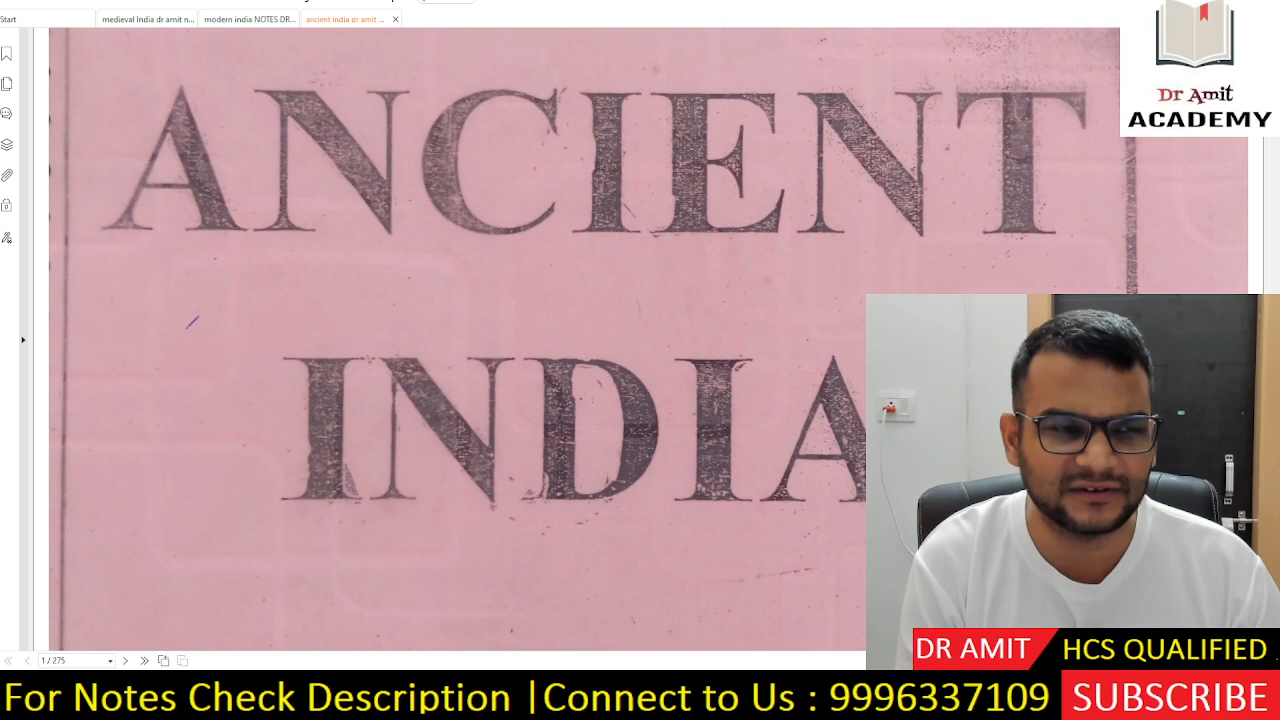 Start
medieval India dr amit n...
modern india NOTES DR...
ancient india dr amit ...
ANCIENT
INDIA
Dr Amit
ACADEMY
1 / 275
DR AMIT
HCS QUALIFIED
For Notes Check Description |Connect to Us : 9996337109
SUBSCRIBE